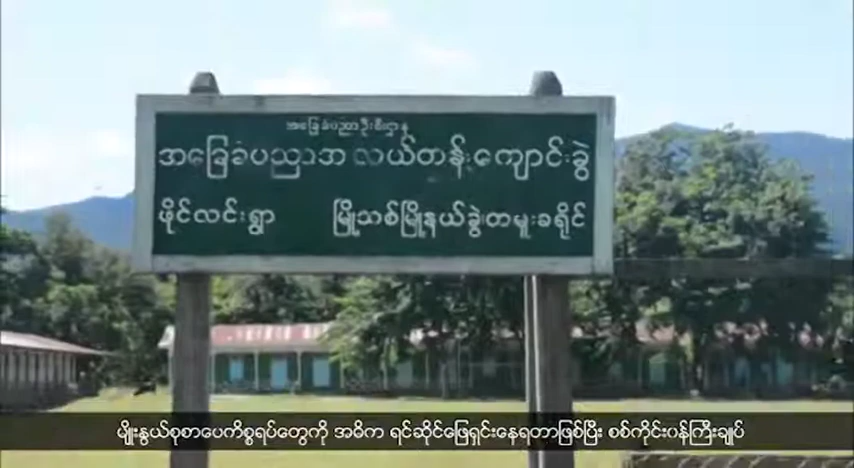 အခြေခံပညာဦးစီးဌာန
အခြေခံပညာအလယ်တန်းကျောင်းခွဲ
ဖိုင်လင်းရွာ မြို့သစ်မြို့နယ်ခွဲ၊တမူးခရိုင်
မျိုးနွယ်စုစာပေကိစ္စရပ်တွေကို အဓိက ရင်ဆိုင်ဖြေရှင်းနေရတာဖြစ်ပြီး စစ်ကိုင်း၀န်ကြီးချုပ်